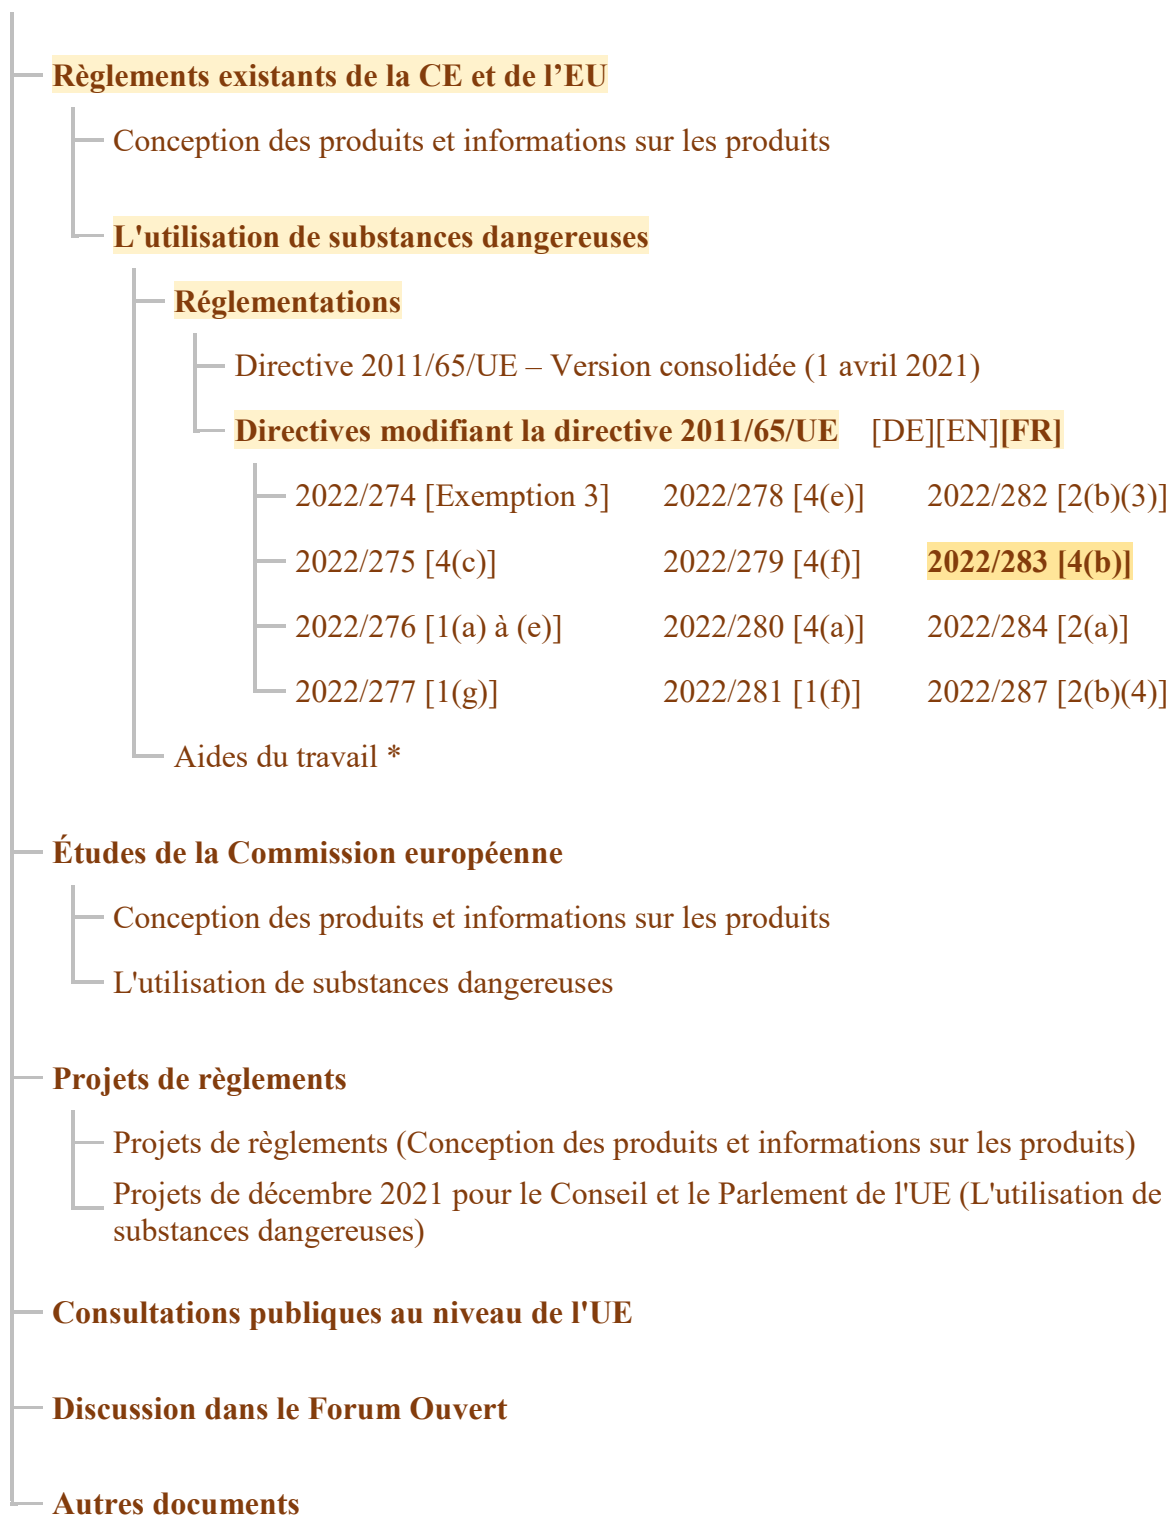 Règlements existants de la CE et de l’EU
Conception des produits et informations sur les produits
L'utilisation de substances dangereuses
Réglementations
Directive 2011/65/UE – Version consolidée (1 avril 2021)
Directives modifiant la directive 2011/65/UE [DE][EN][FR]
2022/274 [Exemption 3] 2022/278 [4(e)] 2022/282 [2(b)(3)]
2022/275 [4(c)] 2022/279 [4(f)] 2022/283 [4(b)]
2022/276 [1(a) à (e)] 2022/280 [4(a)] 2022/284 [2(a)]
2022/277 [1(g)] 2022/281 [1(f)] 2022/287 [2(b)(4)]
Aides du travail *
Études de la Commission européenne
Conception des produits et informations sur les produits
L'utilisation de substances dangereuses
Projets de règlements
Projets de règlements (Conception des produits et informations sur les produits)
Projets de décembre 2021 pour le Conseil et le Parlement de l'UE (L'utilisation de
substances dangereuses)
Consultations publiques au niveau de l'UE
Discussion dans le Forum Ouvert
Autres documents